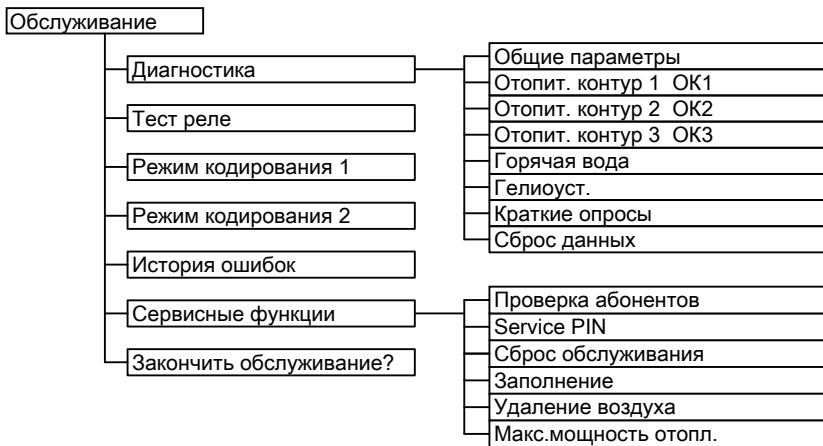 Обслуживание
Диагностика
Общие параметры
Отопит. контур 1 ОК1
Отопит. контур 2 ОК2
Отопит. контур 3 ОК3
Горячая вода
Гелиоуст.
Краткие опросы
Сброс данных
Тест реле
Режим кодирования 1
Режим кодирования 2
История ошибок
Сервисные функции
Проверка абонентов
Service PIN
Сброс обслуживания
Заполнение
Удаление воздуха
Макс.мощность отопл.
Закончить обслуживание?